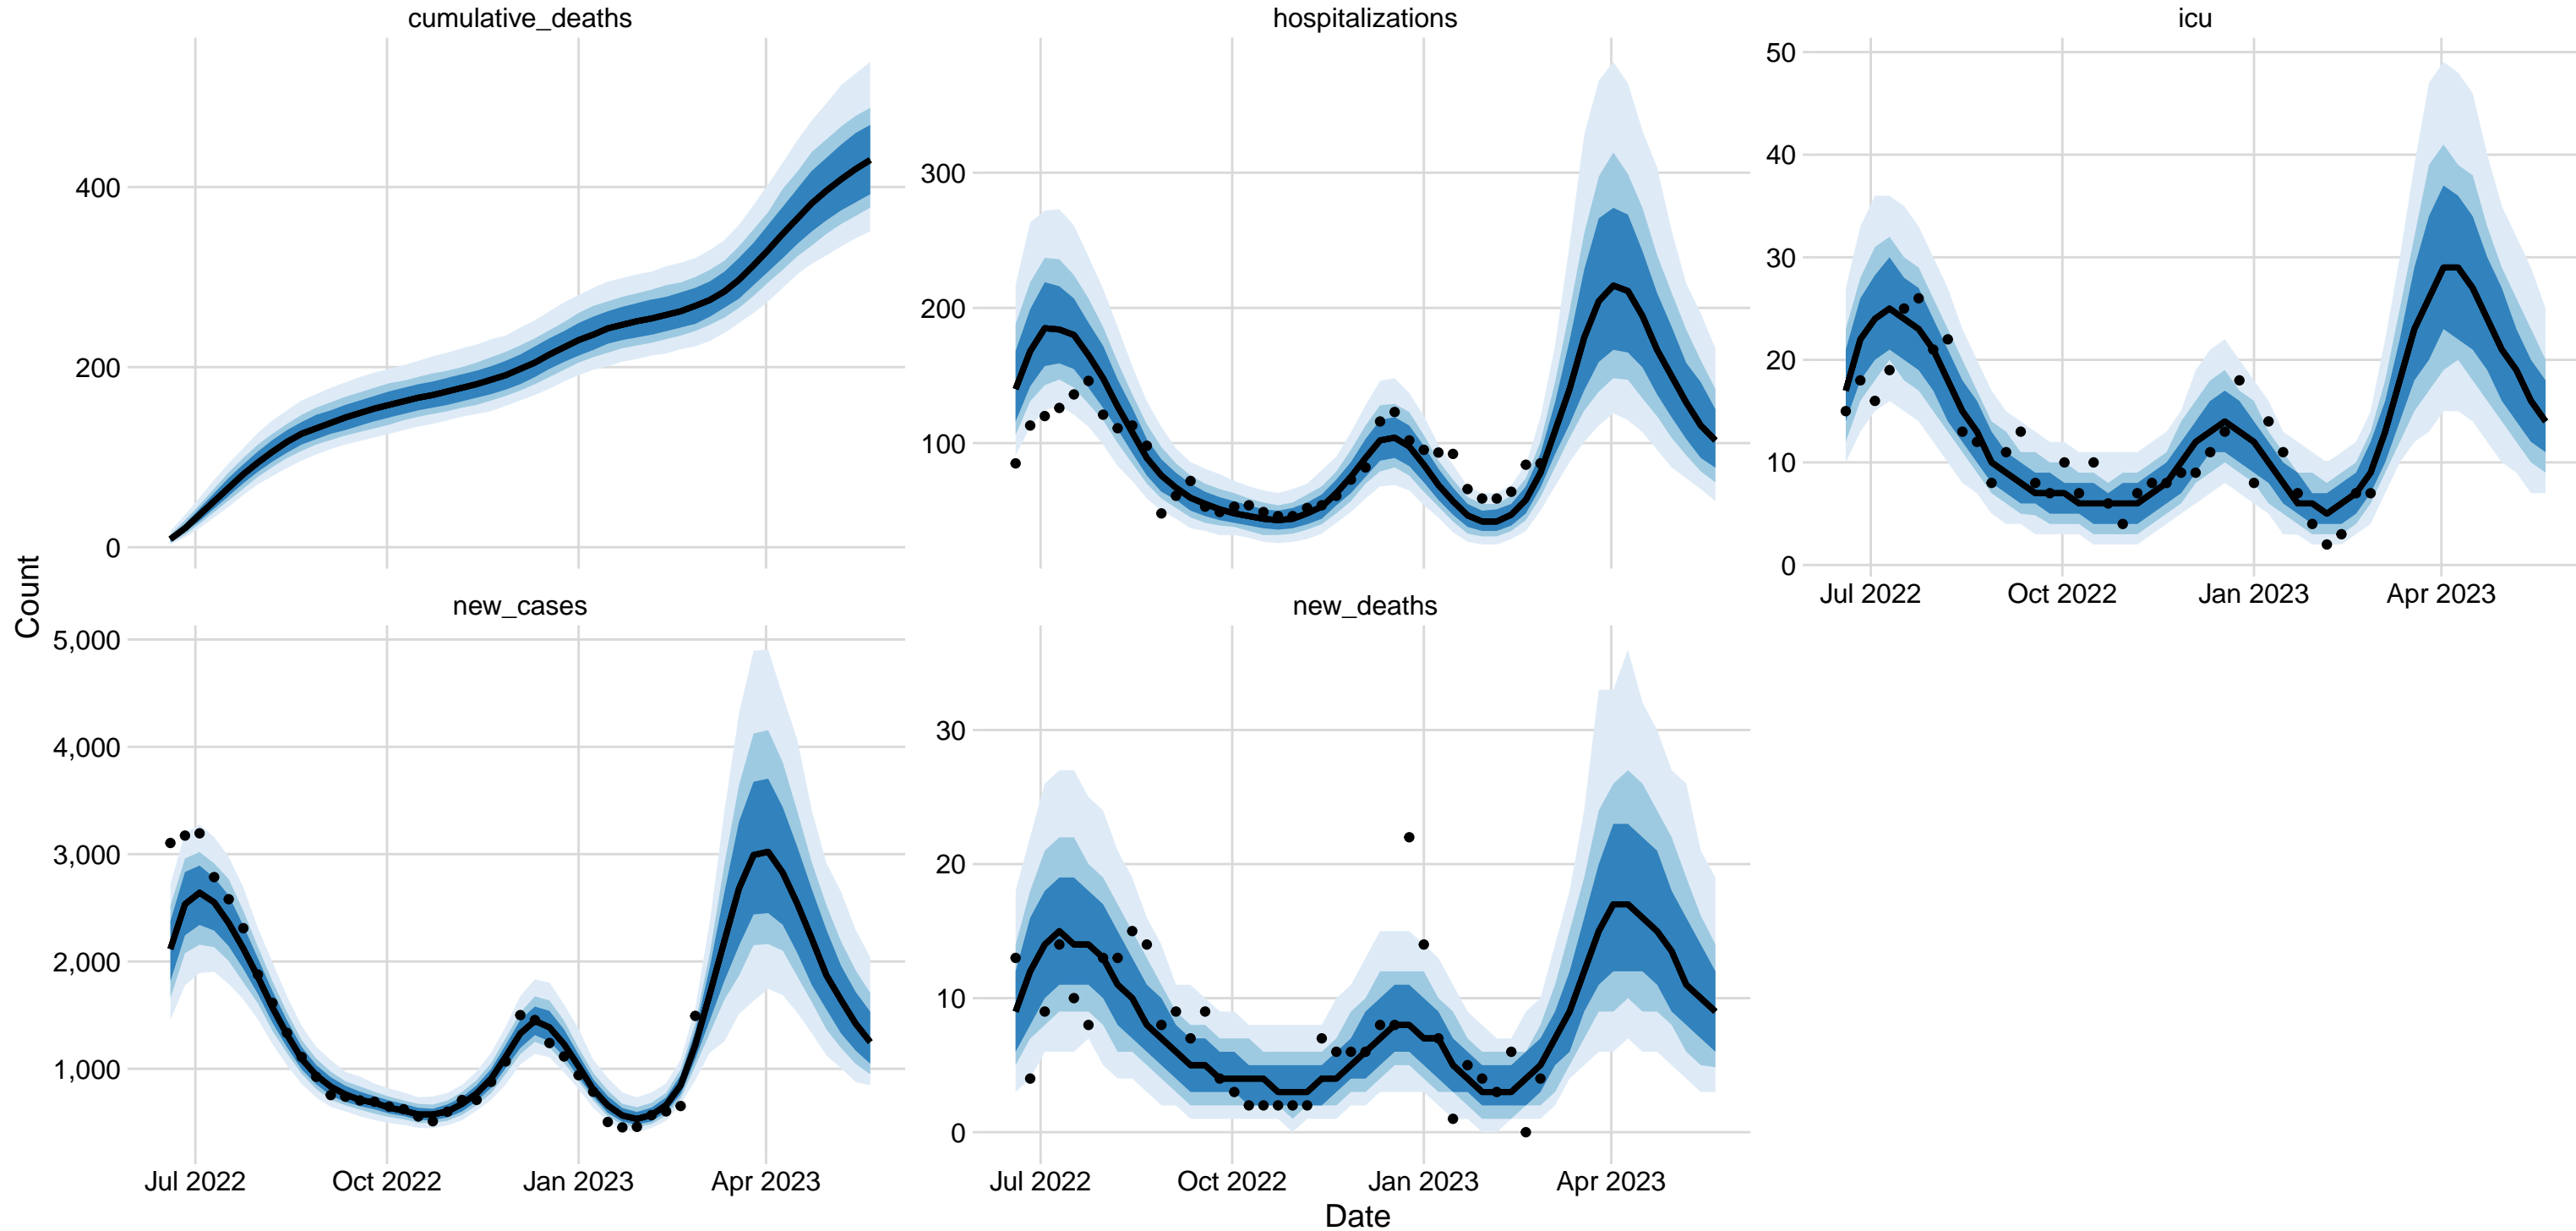 cumulative_deaths
hospitalizations
icu
400
200
0
300
200
100
50
40
30
20
10
0
Jul 2022 Oct 2022 Jan 2023 Apr 2023
Count
new_cases
new_deaths
5,000
4,000
3,000
2,000
1,000
30
20
10
0
Jul 2022 Oct 2022 Jan 2023 Apr 2023
Jul 2022 Oct 2022 Jan 2023 Apr 2023
Date